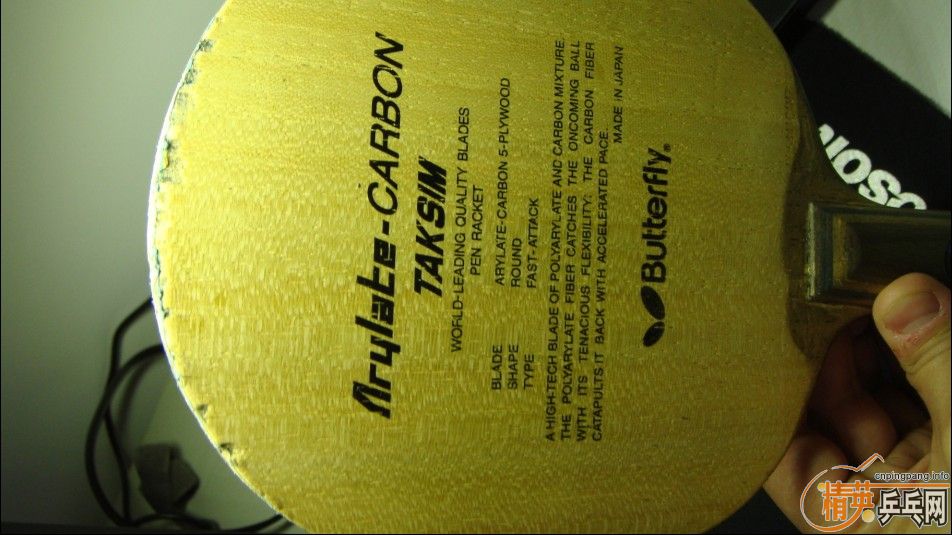 Arylate-CARBON
TAKSIM
WORLD-LEADING QUALITY BLADES
PEN RACKET
BLADE ARYLATE-CARBON 5-PLYWOOD
SHAPE ROUND
TYPE FAST-ATTACK
A HIGH-TECH BLADE OF POLYARYLATE AND CARBON MIXTURE.
THE POLYARYLATE FIBER CATCHES THE ONCOMING BALL
WITH ITS TENACIOUS FLEXIBILITY; THE CARBON FIBER
CATAPULTS IT BACK WITH ACCELERATED PACE.
MADE IN JAPAN
Butterfly®
cnpingpang.info
精英乒乓网